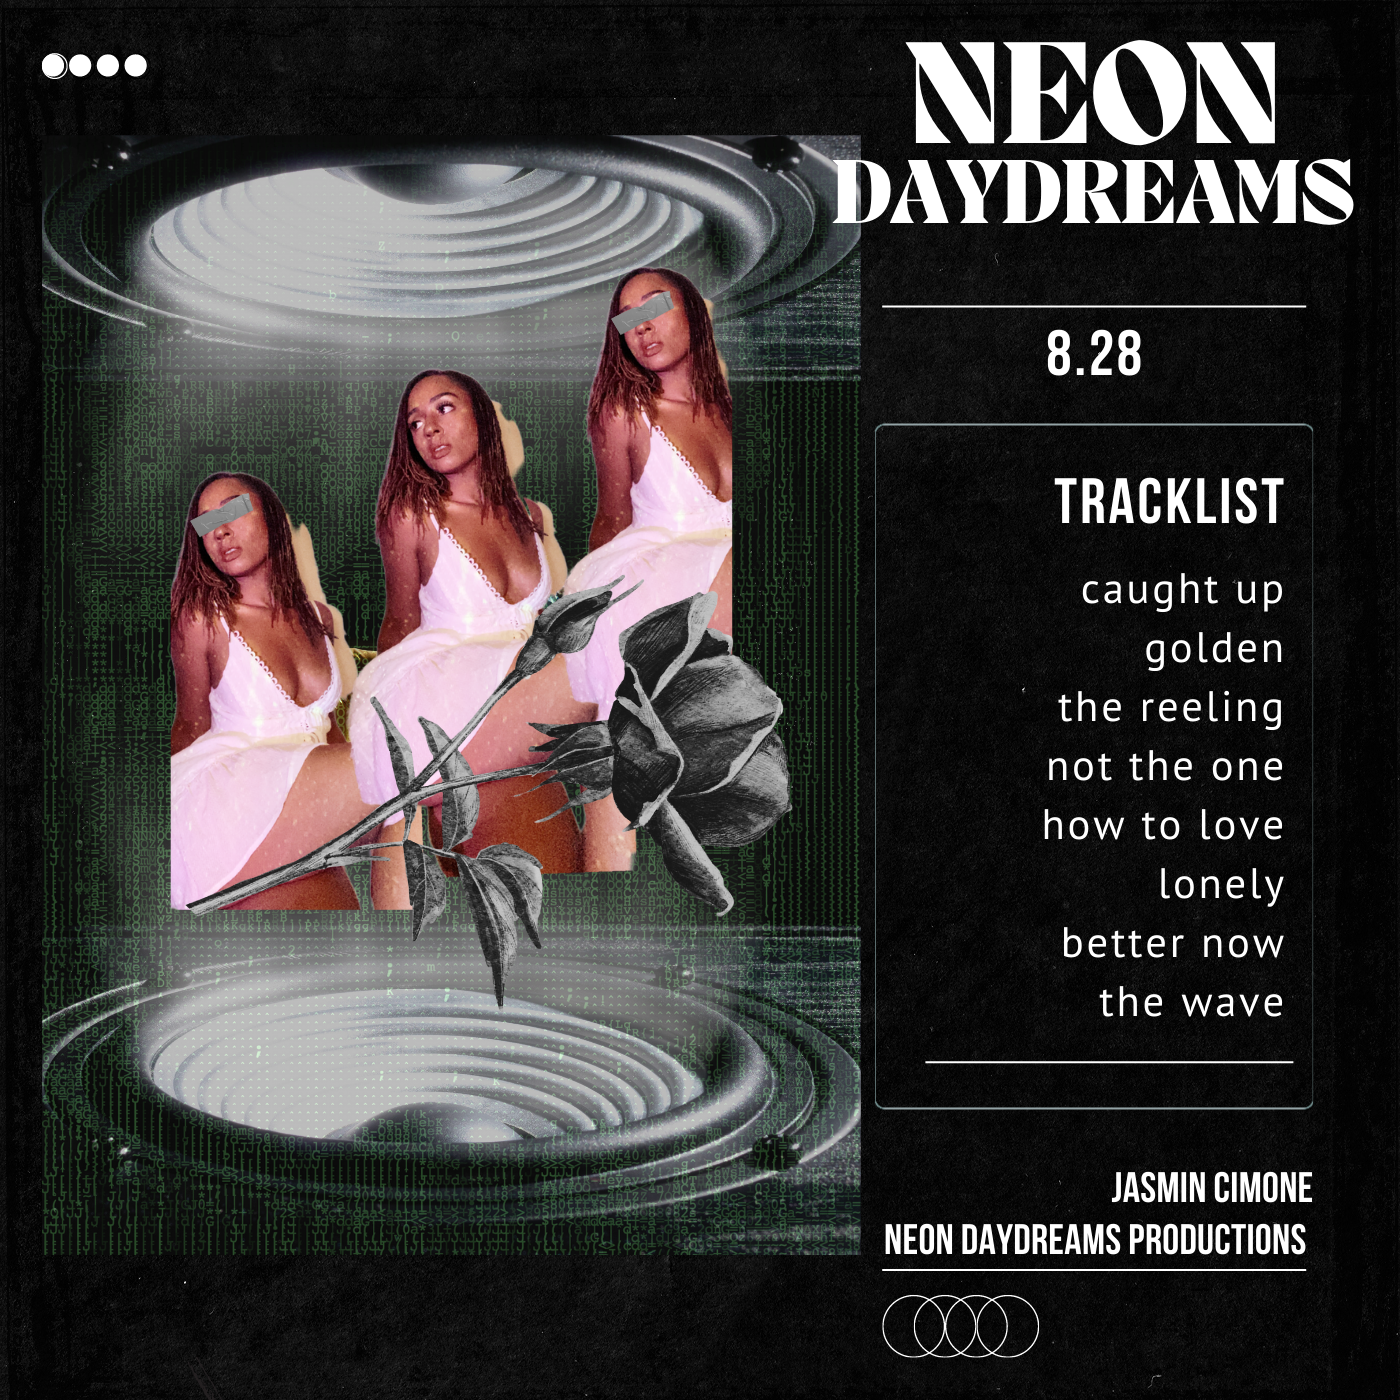 NEON
DAYDREAMS
8.28
TRACKLIST
caught up
golden
the reeling
not the one
how to love
lonely
better now
the wave
JASMIN CIMONE
NEON DAYDREAMS PRODUCTIONS